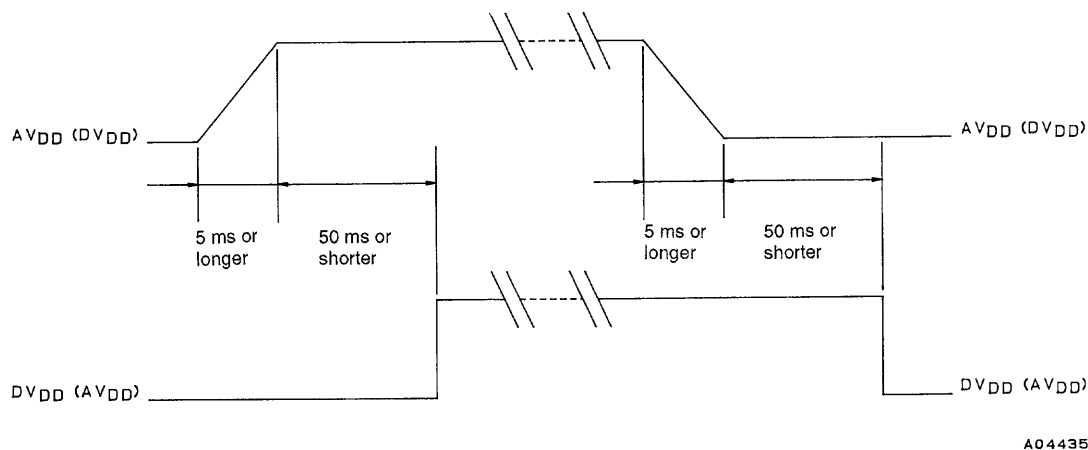 AVDD (DVDD)
AVDD (DVDD)
5 ms or
longer
50 ms or
shorter
5 ms or
longer
50 ms or
shorter
DVDD (AVDD)
DVDD (AVDD)
A04435